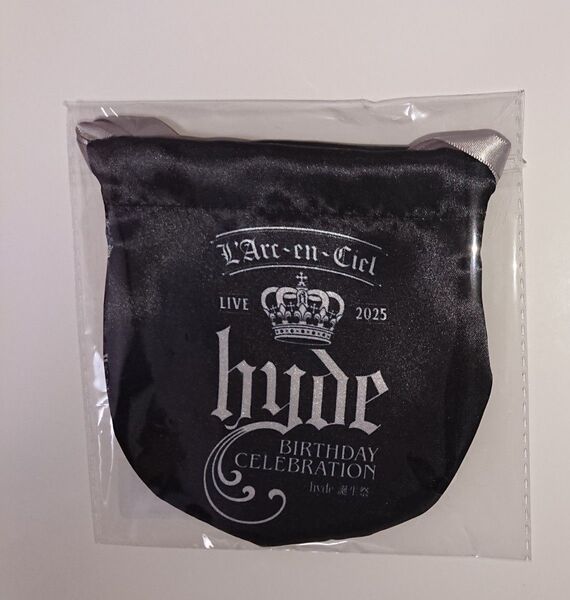 L'Arc~en~Ciel
LIVE 2025
hyde
BIRTHDAY
CELEBRATION
hyde 誕生祭